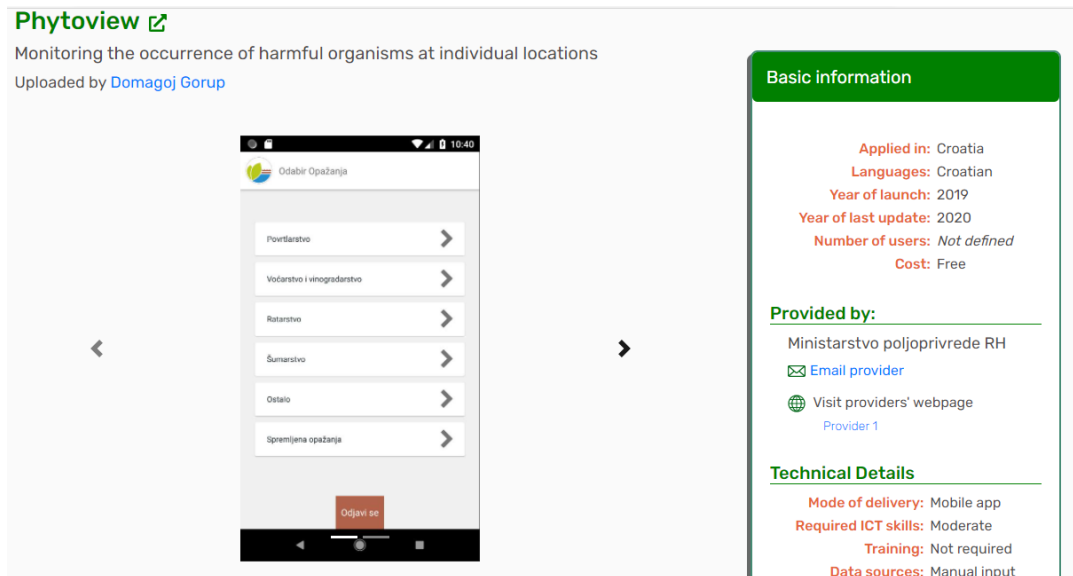 Phytoview
Monitoring the occurrence of harmful organisms at individual locations
Uploaded by Domagoj Gorup
10:40
Odabir Opažanja
Povrtlarstvo
Voćarstvo i vinogradarstvo
Ratarstvo
Šumarstvo
Ostalo
Spremljena opažanja
Odjavi se
Basic information
Applied in: Croatia
Languages: Croatian
Year of launch: 2019
Year of last update: 2020
Number of users: Not defined
Cost: Free
Provided by:
Ministarstvo poljoprivrede RH
Email provider
Visit providers' webpage
Provider 1
Technical Details
Mode of delivery: Mobile app
Required ICT skills: Moderate
Training: Not required
Data sources: Manual input